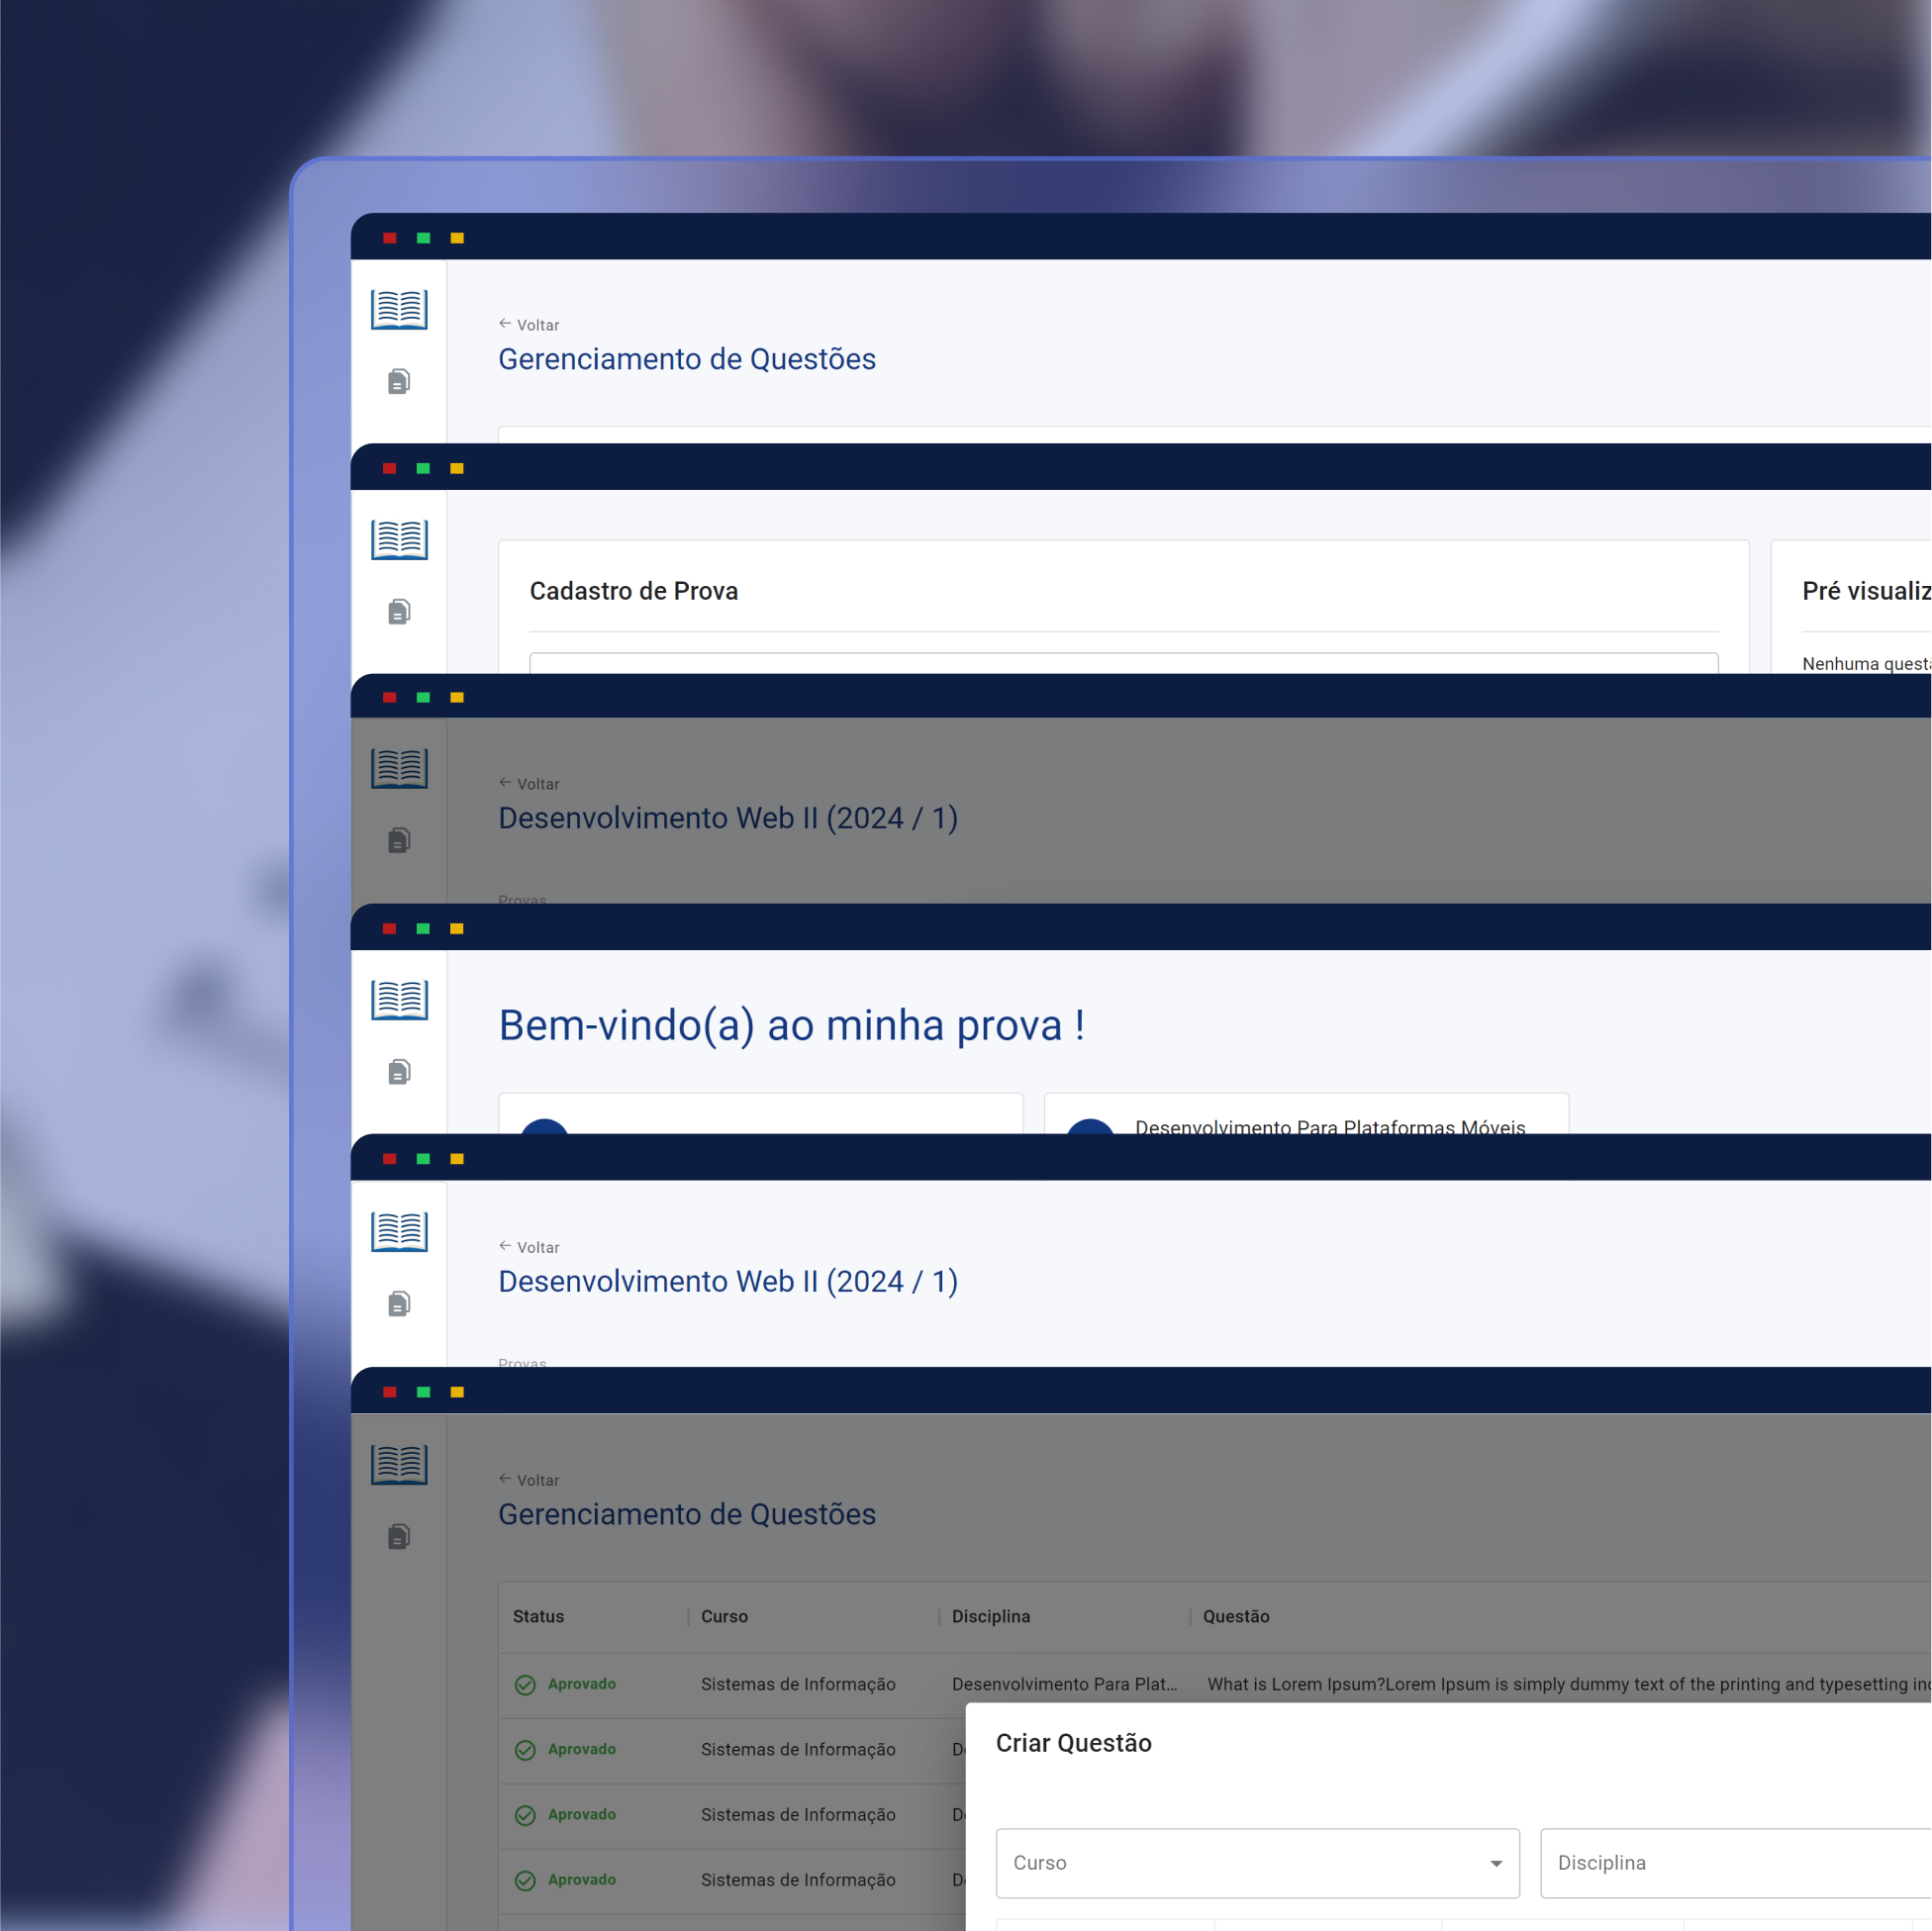 ← Voltar
Gerenciamento de Questões
Cadastro de Prova
Pré visualiz
Nenhuma quest
← Voltar
Desenvolvimento Web II (2024 / 1)
Provas
Bem-vindo(a) ao minha prova !
Desenvolvimento Para Plataformas Móveis
← Voltar
Desenvolvimento Web II (2024 / 1)
Provas
← Voltar
Gerenciamento de Questões
Status Curso Disciplina Questão
Aprovado Sistemas de Informação Desenvolvimento Para Plat... What is Lorem Ipsum?Lorem Ipsum is simply dummy text of the printing and typesetting in
Aprovado Sistemas de Informação
Criar Questão
Aprovado Sistemas de Informação
Curso Disciplina
Aprovado Sistemas de Informação